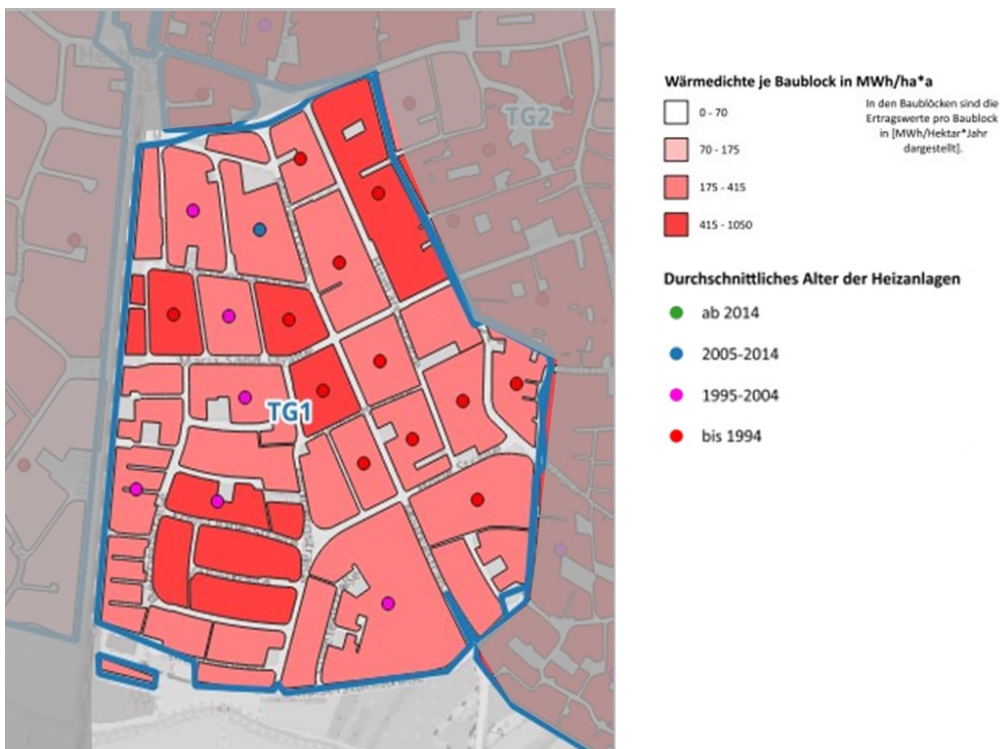 TG2
TG1
Wärmedichte je Baublock in MWh/ha*a
0 - 70
70 - 175
175 - 415
415 - 1050
In den Baublöcken sind die
Ertragswerte pro Baublock
in [MWh/Hektar*Jahr
dargestellt].
Durchschnittliches Alter der Heizanlagen
ab 2014
2005-2014
1995-2004
bis 1994